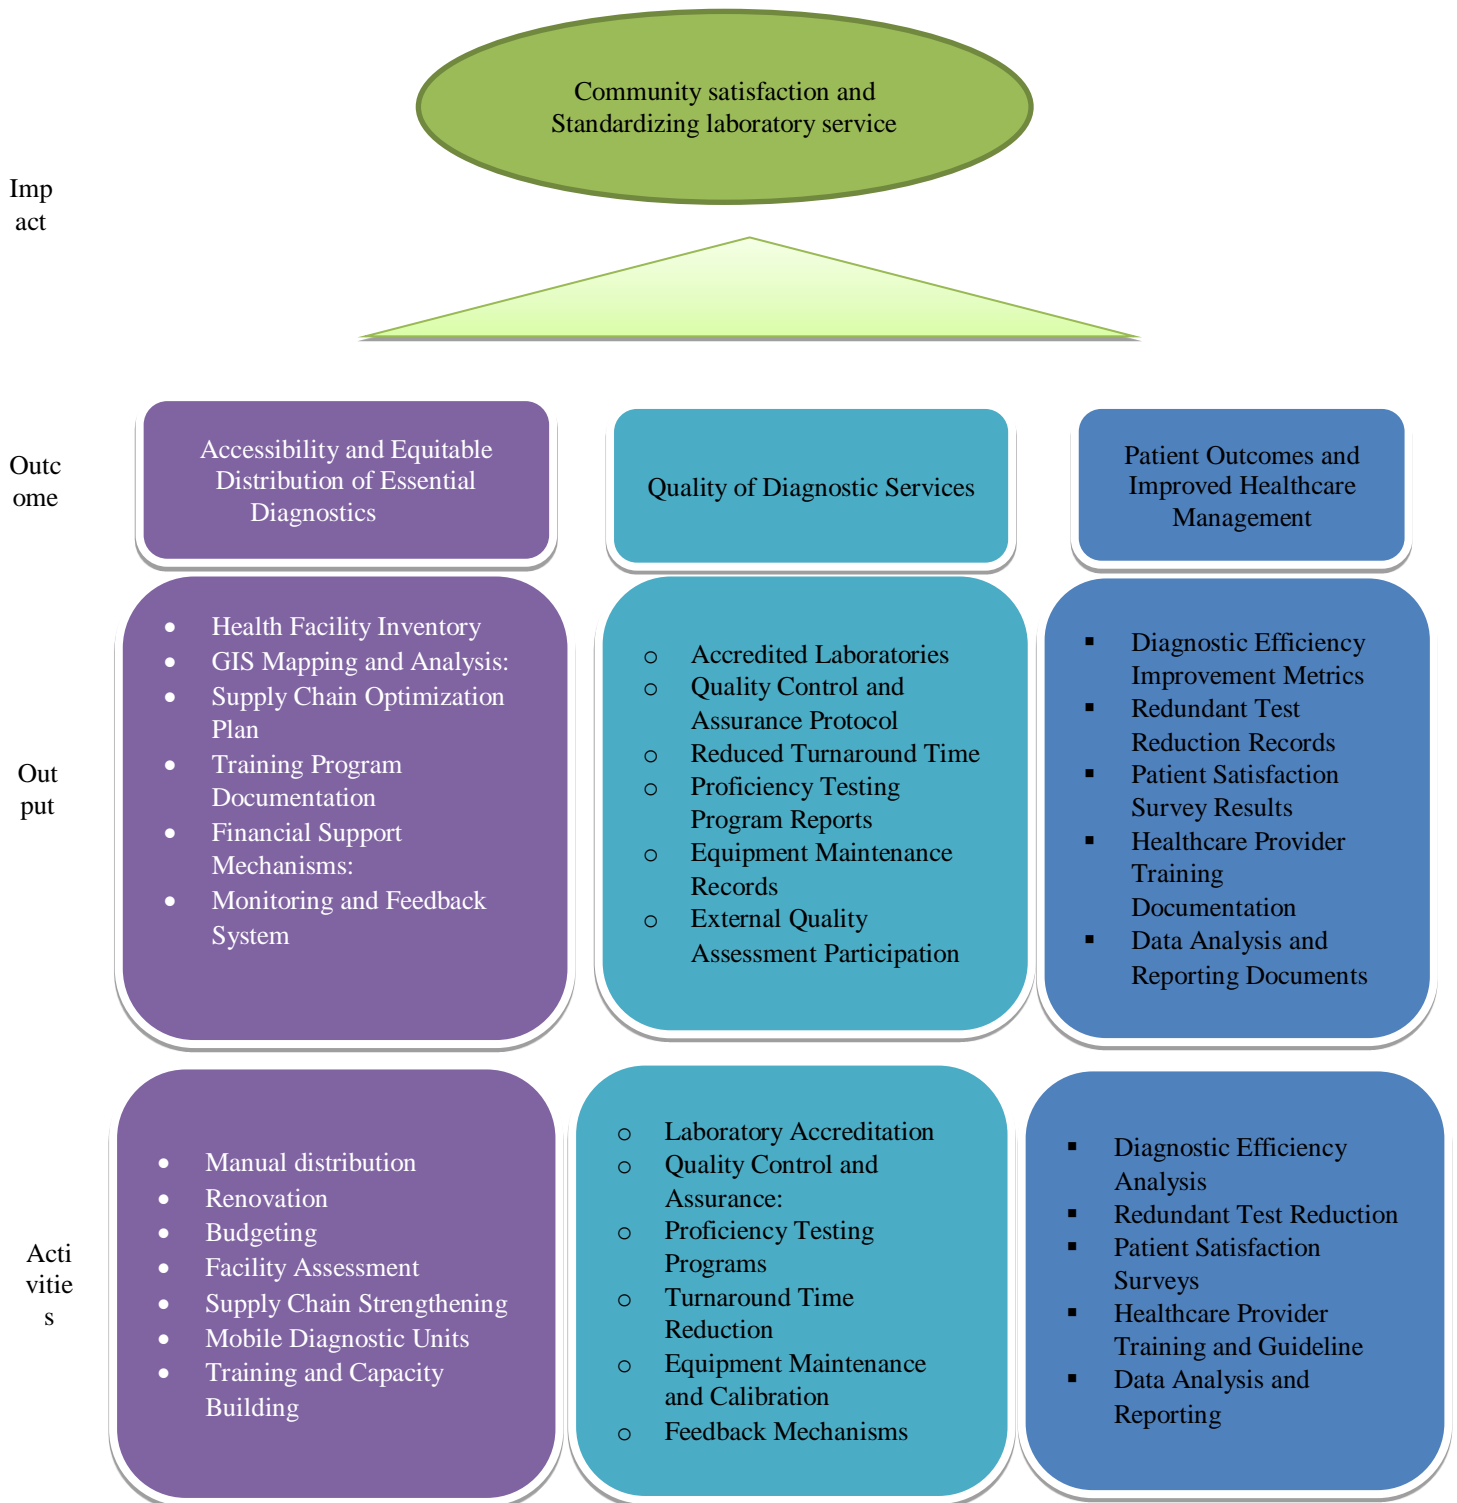 Community satisfaction and
Standardizing laboratory service
Imp
act
Outc
ome
Accessibility and Equitable
Distribution of Essential
Diagnostics
Quality of Diagnostic Services
Patient Outcomes and
Improved Healthcare
Management
Out
put
• Health Facility Inventory
• GIS Mapping and Analysis:
• Supply Chain Optimization
Plan
• Training Program
Documentation
• Financial Support
Mechanisms:
• Monitoring and Feedback
System
o Accredited Laboratories
o Quality Control and
Assurance Protocol
o Reduced Turnaround Time
o Proficiency Testing
Program Reports
o Equipment Maintenance
Records
o External Quality
Assessment Participation
▪ Diagnostic Efficiency
Improvement Metrics
▪ Redundant Test
Reduction Records
▪ Patient Satisfaction
Survey Results
▪ Healthcare Provider
Training
Documentation
▪ Data Analysis and
Reporting Documents
Acti
vitie
s
• Manual distribution
• Renovation
• Budgeting
• Facility Assessment
• Supply Chain Strengthening
• Mobile Diagnostic Units
• Training and Capacity
Building
o Laboratory Accreditation
o Quality Control and
Assurance:
o Proficiency Testing
Programs
o Turnaround Time
Reduction
o Equipment Maintenance
and Calibration
o Feedback Mechanisms
▪ Diagnostic Efficiency
Analysis
▪ Redundant Test Reduction
▪ Patient Satisfaction
Surveys
▪ Healthcare Provider
Training and Guideline
▪ Data Analysis and
Reporting